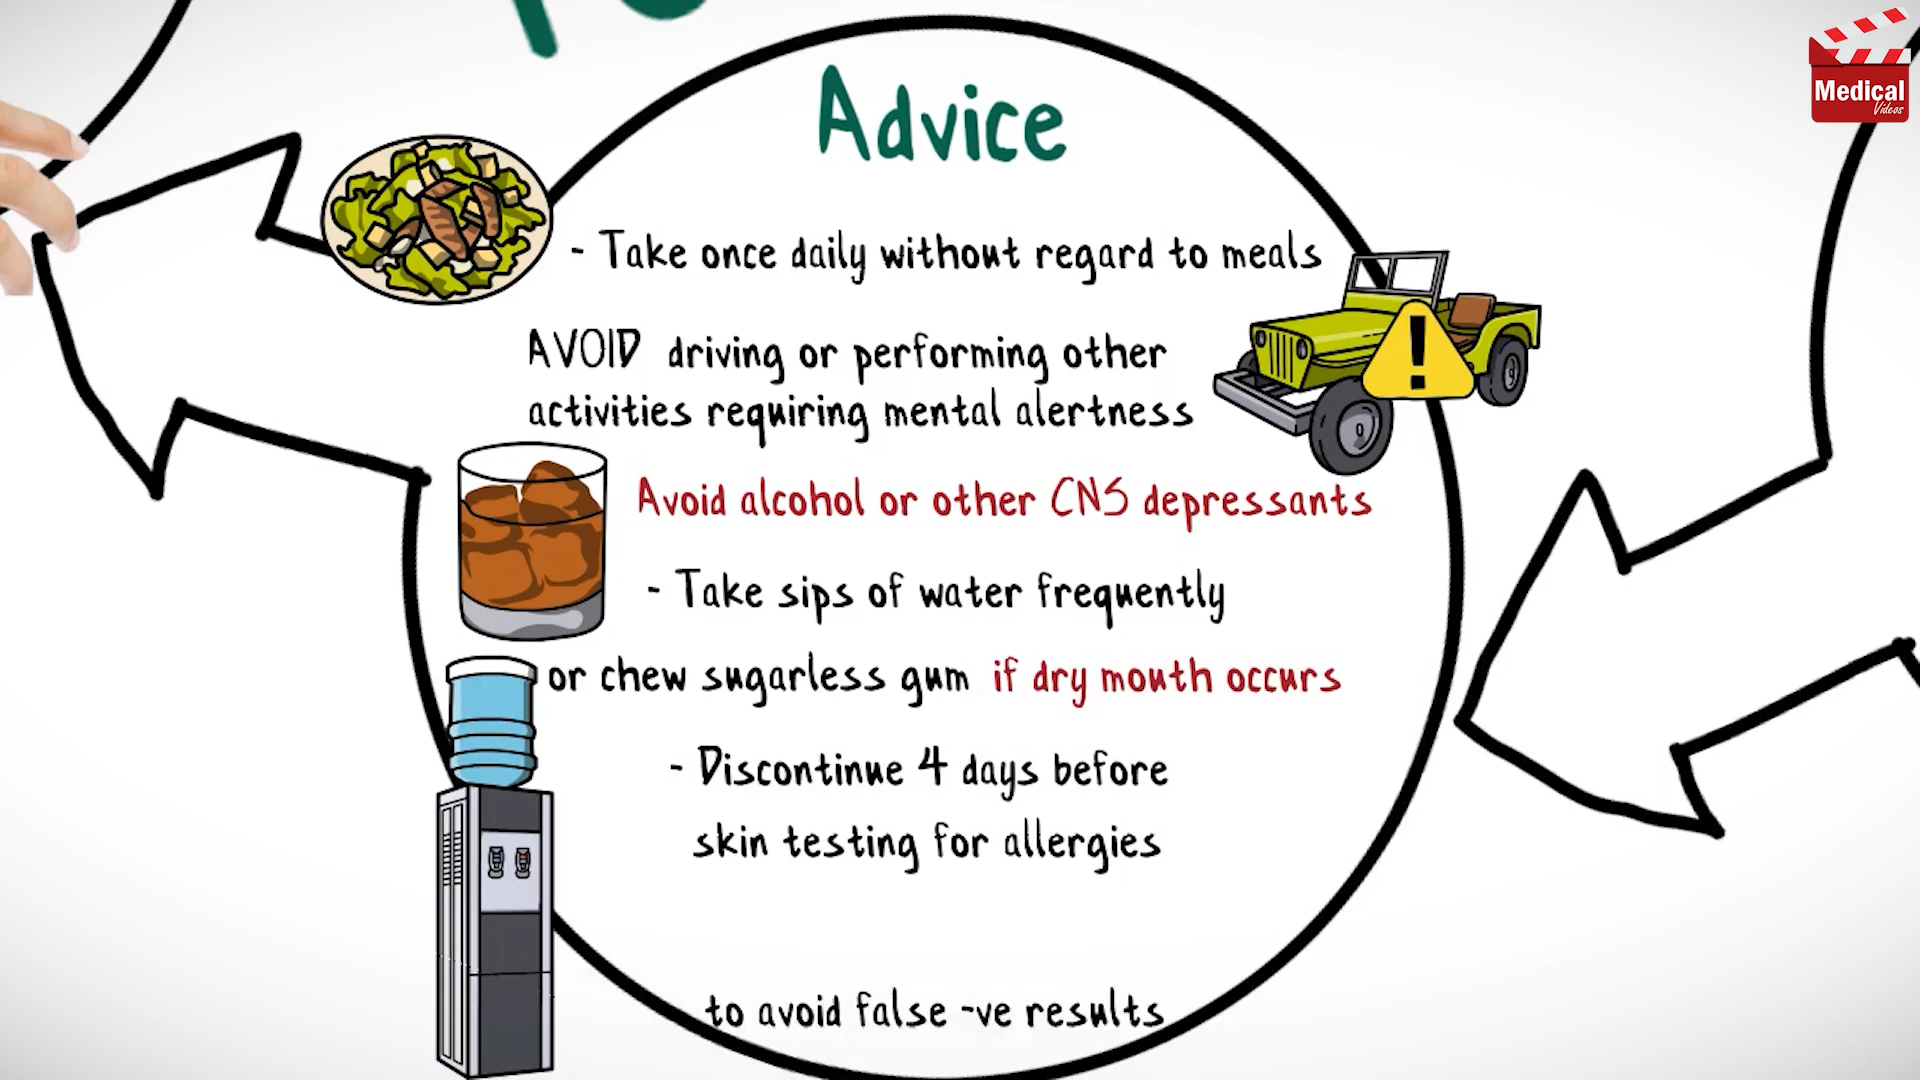 Medical
Videos
Advice
- Take once daily without regard to meals
AVOID driving or performing other
activities requiring mental alertness
Avoid alcohol or other CNS depressants
- Take sips of water frequently
or chew sugarless gum if dry mouth occurs
- Discontinue 4 days before
skin testing for allergies
to avoid false -ve results